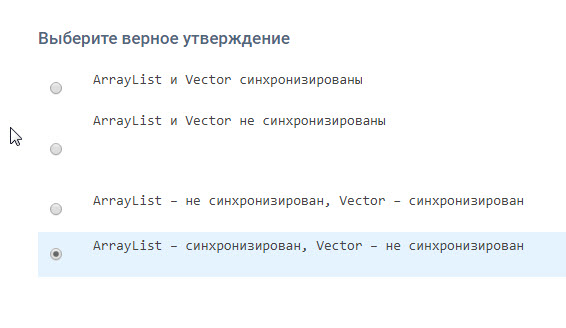 Выберите верное утверждение
ArrayList и Vector синхронизированы
ArrayList и Vector не синхронизированы
ArrayList – не синхронизирован, Vector – синхронизирован
ArrayList – синхронизирован, Vector – не синхронизирован